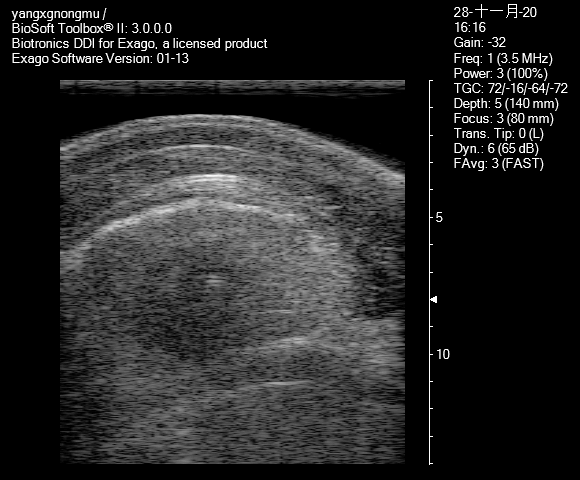 yangxgnongmu /
BioSoft Toolbox® II: 3.0.0.0
Biotronics DDI for Exago, a licensed product
Exago Software Version: 01-13
28-十一月-20
16:16
Gain: -32
Freq: 1 (3.5 MHz)
Power: 3 (100%)
TGC: 72/-16/-64/-72
Depth: 5 (140 mm)
Focus: 3 (80 mm)
Trans. Tip: 0 (L)
Dyn.: 6 (65 dB)
FAvg: 3 (FAST)
5
10